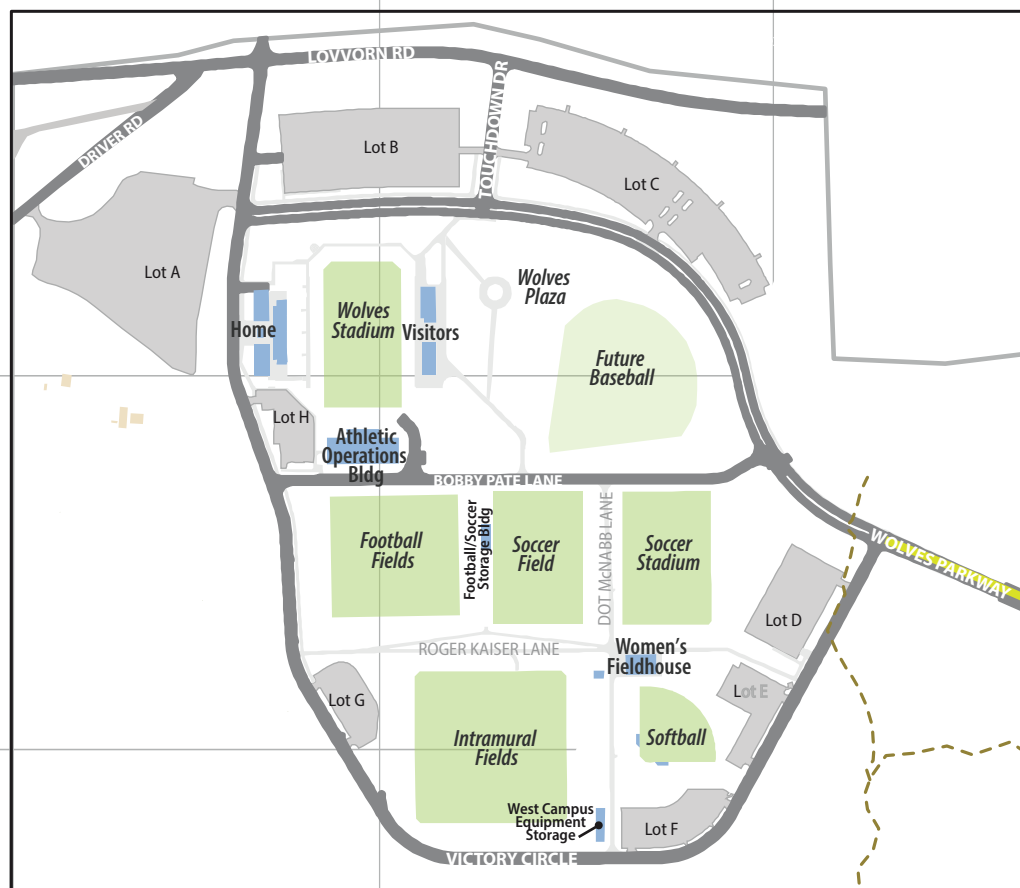 LOVVORN RD
DRIVER RD
TOUCHDOWN DR
Lot B
Lot C
Lot A
Wolves
Plaza
Home
Wolves
Stadium
Visitors
Future
Baseball
Lot H
Athletic
Operations
Bldg
BOBBY PATE LANE
Football
Fields
Football/Soccer
Storage Bldg
Soccer
Field
DOT McNABB LANE
Soccer
Stadium
WOLVES PARKWAY
Lot D
ROGER KAISER LANE
Women's
Fieldhouse
Lot G
Lot E
Intramural
Fields
Softball
West Campus
Equipment
Storage
Lot F
VICTORY CIRCLE